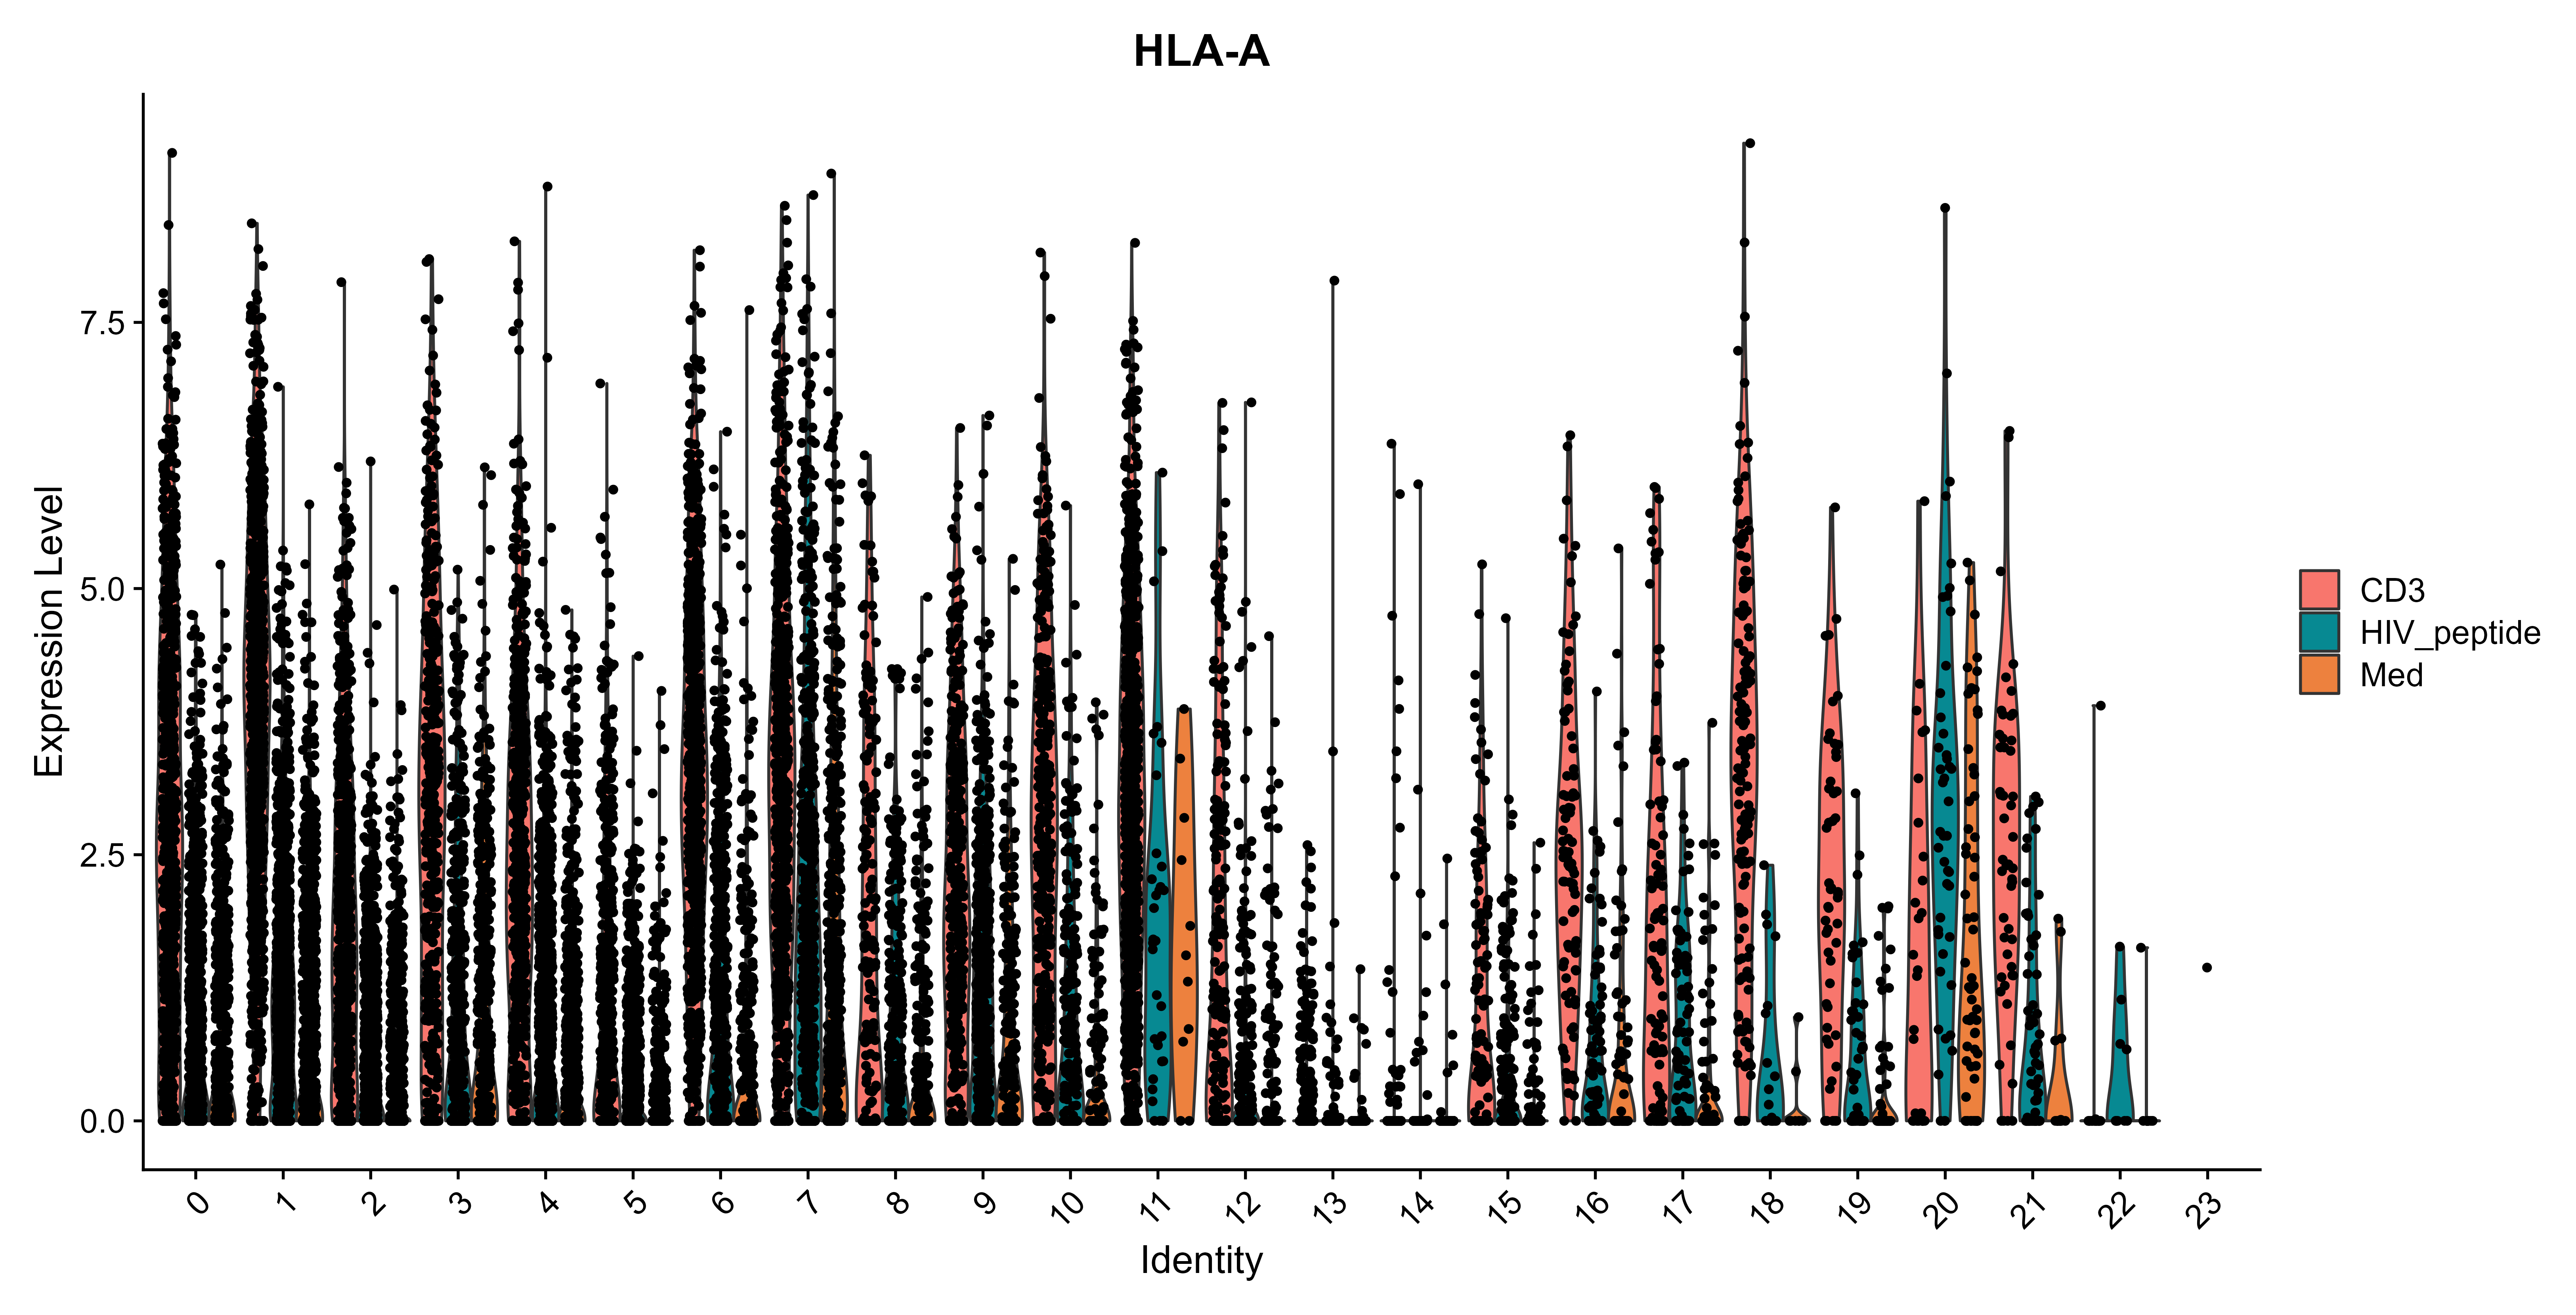 HLA-A
Expression Level
7.5
5.0
2.5
0.0
0 1 2 3 4 5 6 7 8 9 10 11 12 13 14 15 16 17 18 19 20 21 22 23
Identity
CD3
HIV_peptide
Med